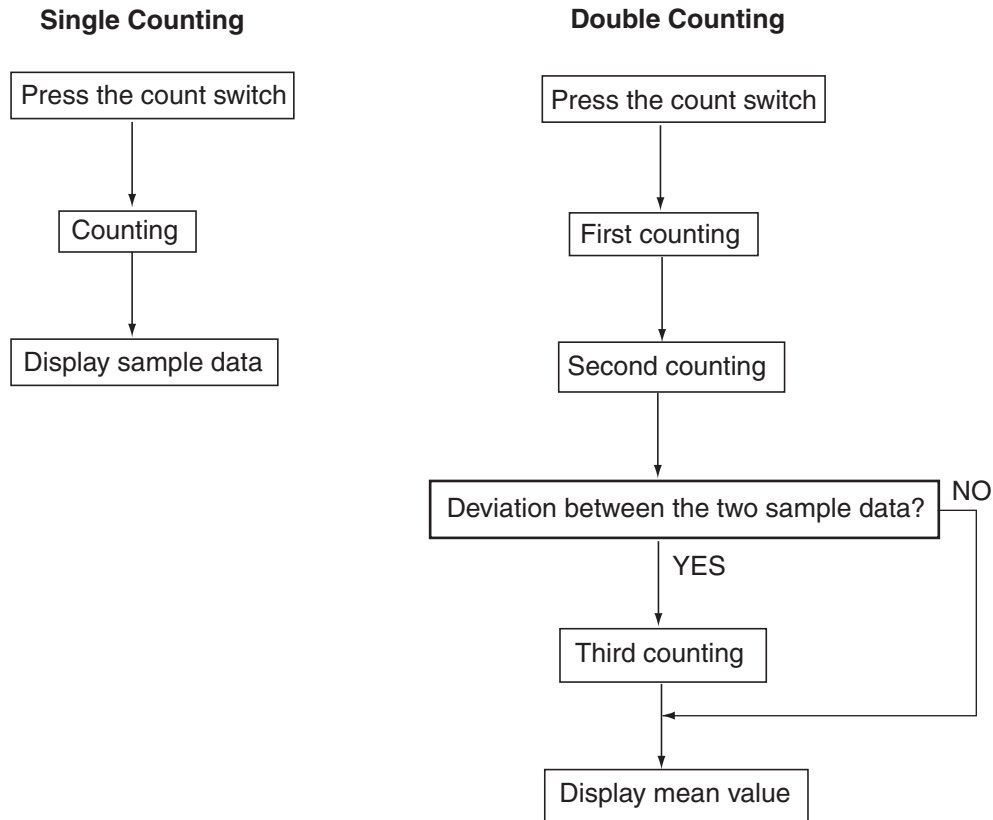 Single Counting
Press the count switch
Counting
Display sample data
Double Counting
Press the count switch
First counting
Second counting
Deviation between the two sample data?
NO
YES
Third counting
Display mean value